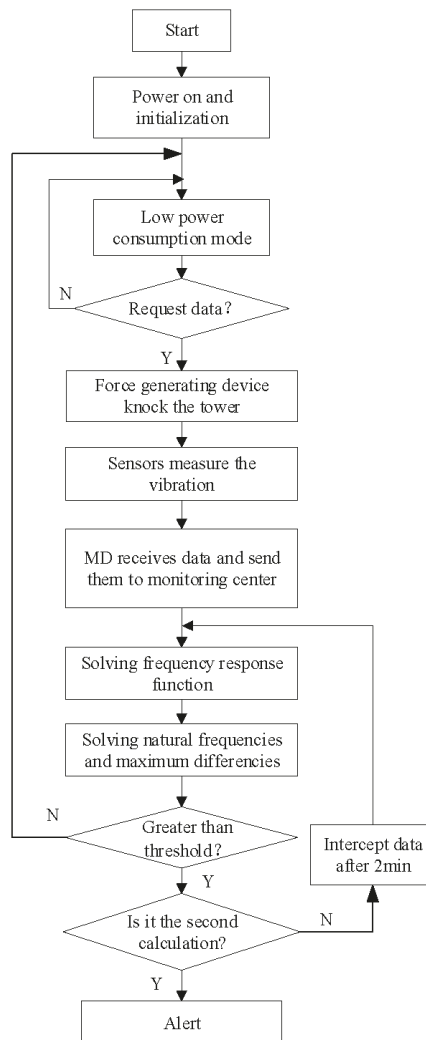 Start
Power on and
initialization
Low power
consumption mode
N
Request data?
Y
Force generating device
knock the tower
Sensors measure the
vibration
MD receives data and send
them to monitoring center
Solving frequency response
function
Solving natural frequencies
and maximum differencies
N
Greater than
threshold?
Y
Intercept data
after 2min
Is it the second
calculation?
N
Y
Alert